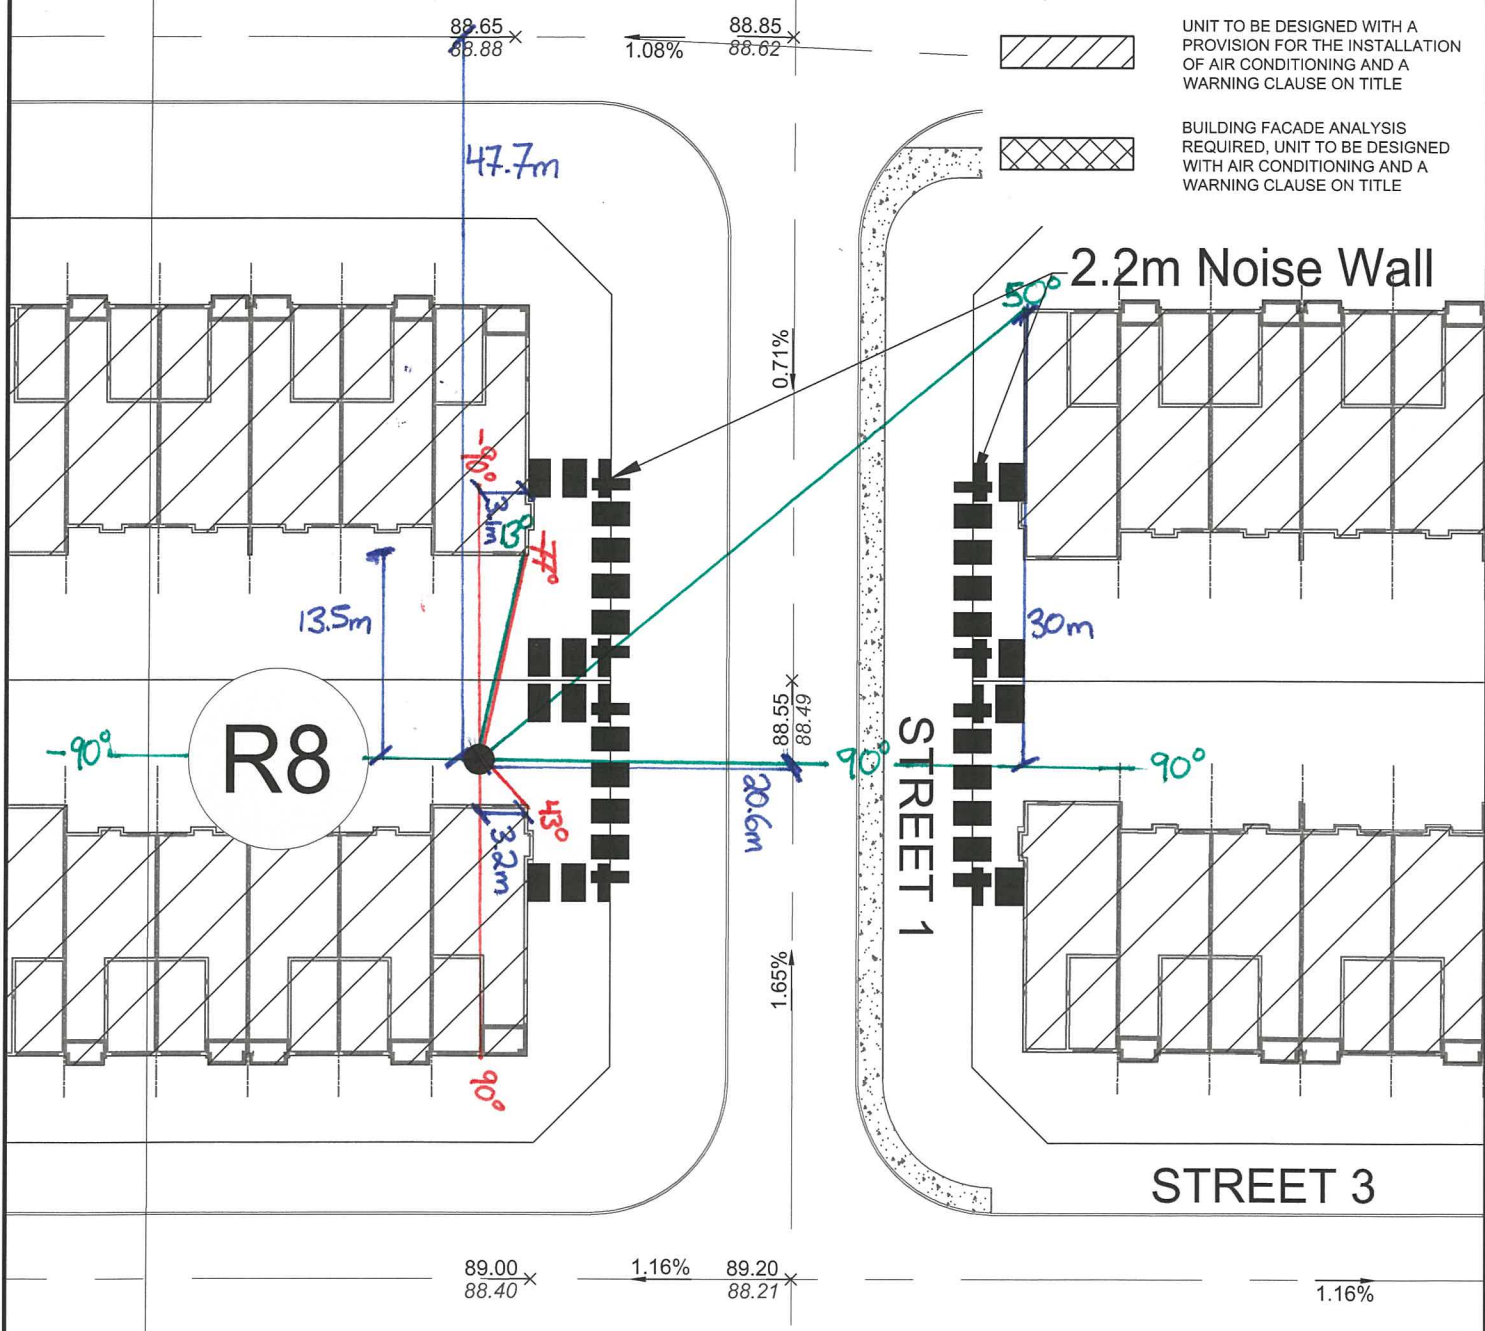 88.65
88.88
88.85
88.62
1.08%
UNIT TO BE DESIGNED WITH A
PROVISION FOR THE INSTALLATION
OF AIR CONDITIONING AND A
WARNING CLAUSE ON TITLE
BUILDING FACADE ANALYSIS
REQUIRED, UNIT TO BE DESIGNED
WITH AIR CONDITIONING AND A
WARNING CLAUSE ON TITLE
47.7m
2.2m Noise Wall
50°
0.71%
-90°
3.1m
13°
-77°
13.5m
30m
88.55
88.49
R8
-90°
90°
90°
STREET 1
20.6m
43°
3.2m
1.65%
90°
STREET 3
89.00
88.40
1.16%
89.20
88.21
1.16%